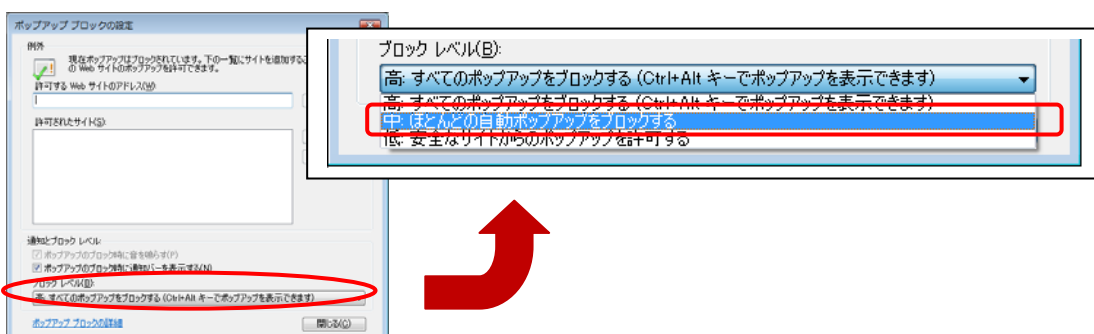 ポップアップ ブロックの設定
例外
現在ポップアップはブロックされています。下の一覧にサイトを追加する
の Web サイトのポップアップを許可できます。
許可する Web サイトのアドレス(W)
許可されたサイト(S):
通知とブロック レベル:
ポップアップのブロック時に音を鳴らす(P)
ポップアップのブロック時に通知バーを表示する(N)
ブロック レベル(B):
高: すべてのポップアップをブロックする (Ctrl+Alt キーでポップアップを表示できます)
ポップアップ ブロックの詳細
閉じる(C)
ブロック レベル(B):
高: すべてのポップアップをブロックする (Ctrl+Alt キーでポップアップを表示できます)
高: すべてのポップアップをブロックする (Ctrl+Alt キーでポップアップを表示できます)
中: ほとんどの自動ポップアップをブロックする
低: 安全なサイトからのポップアップを許可する